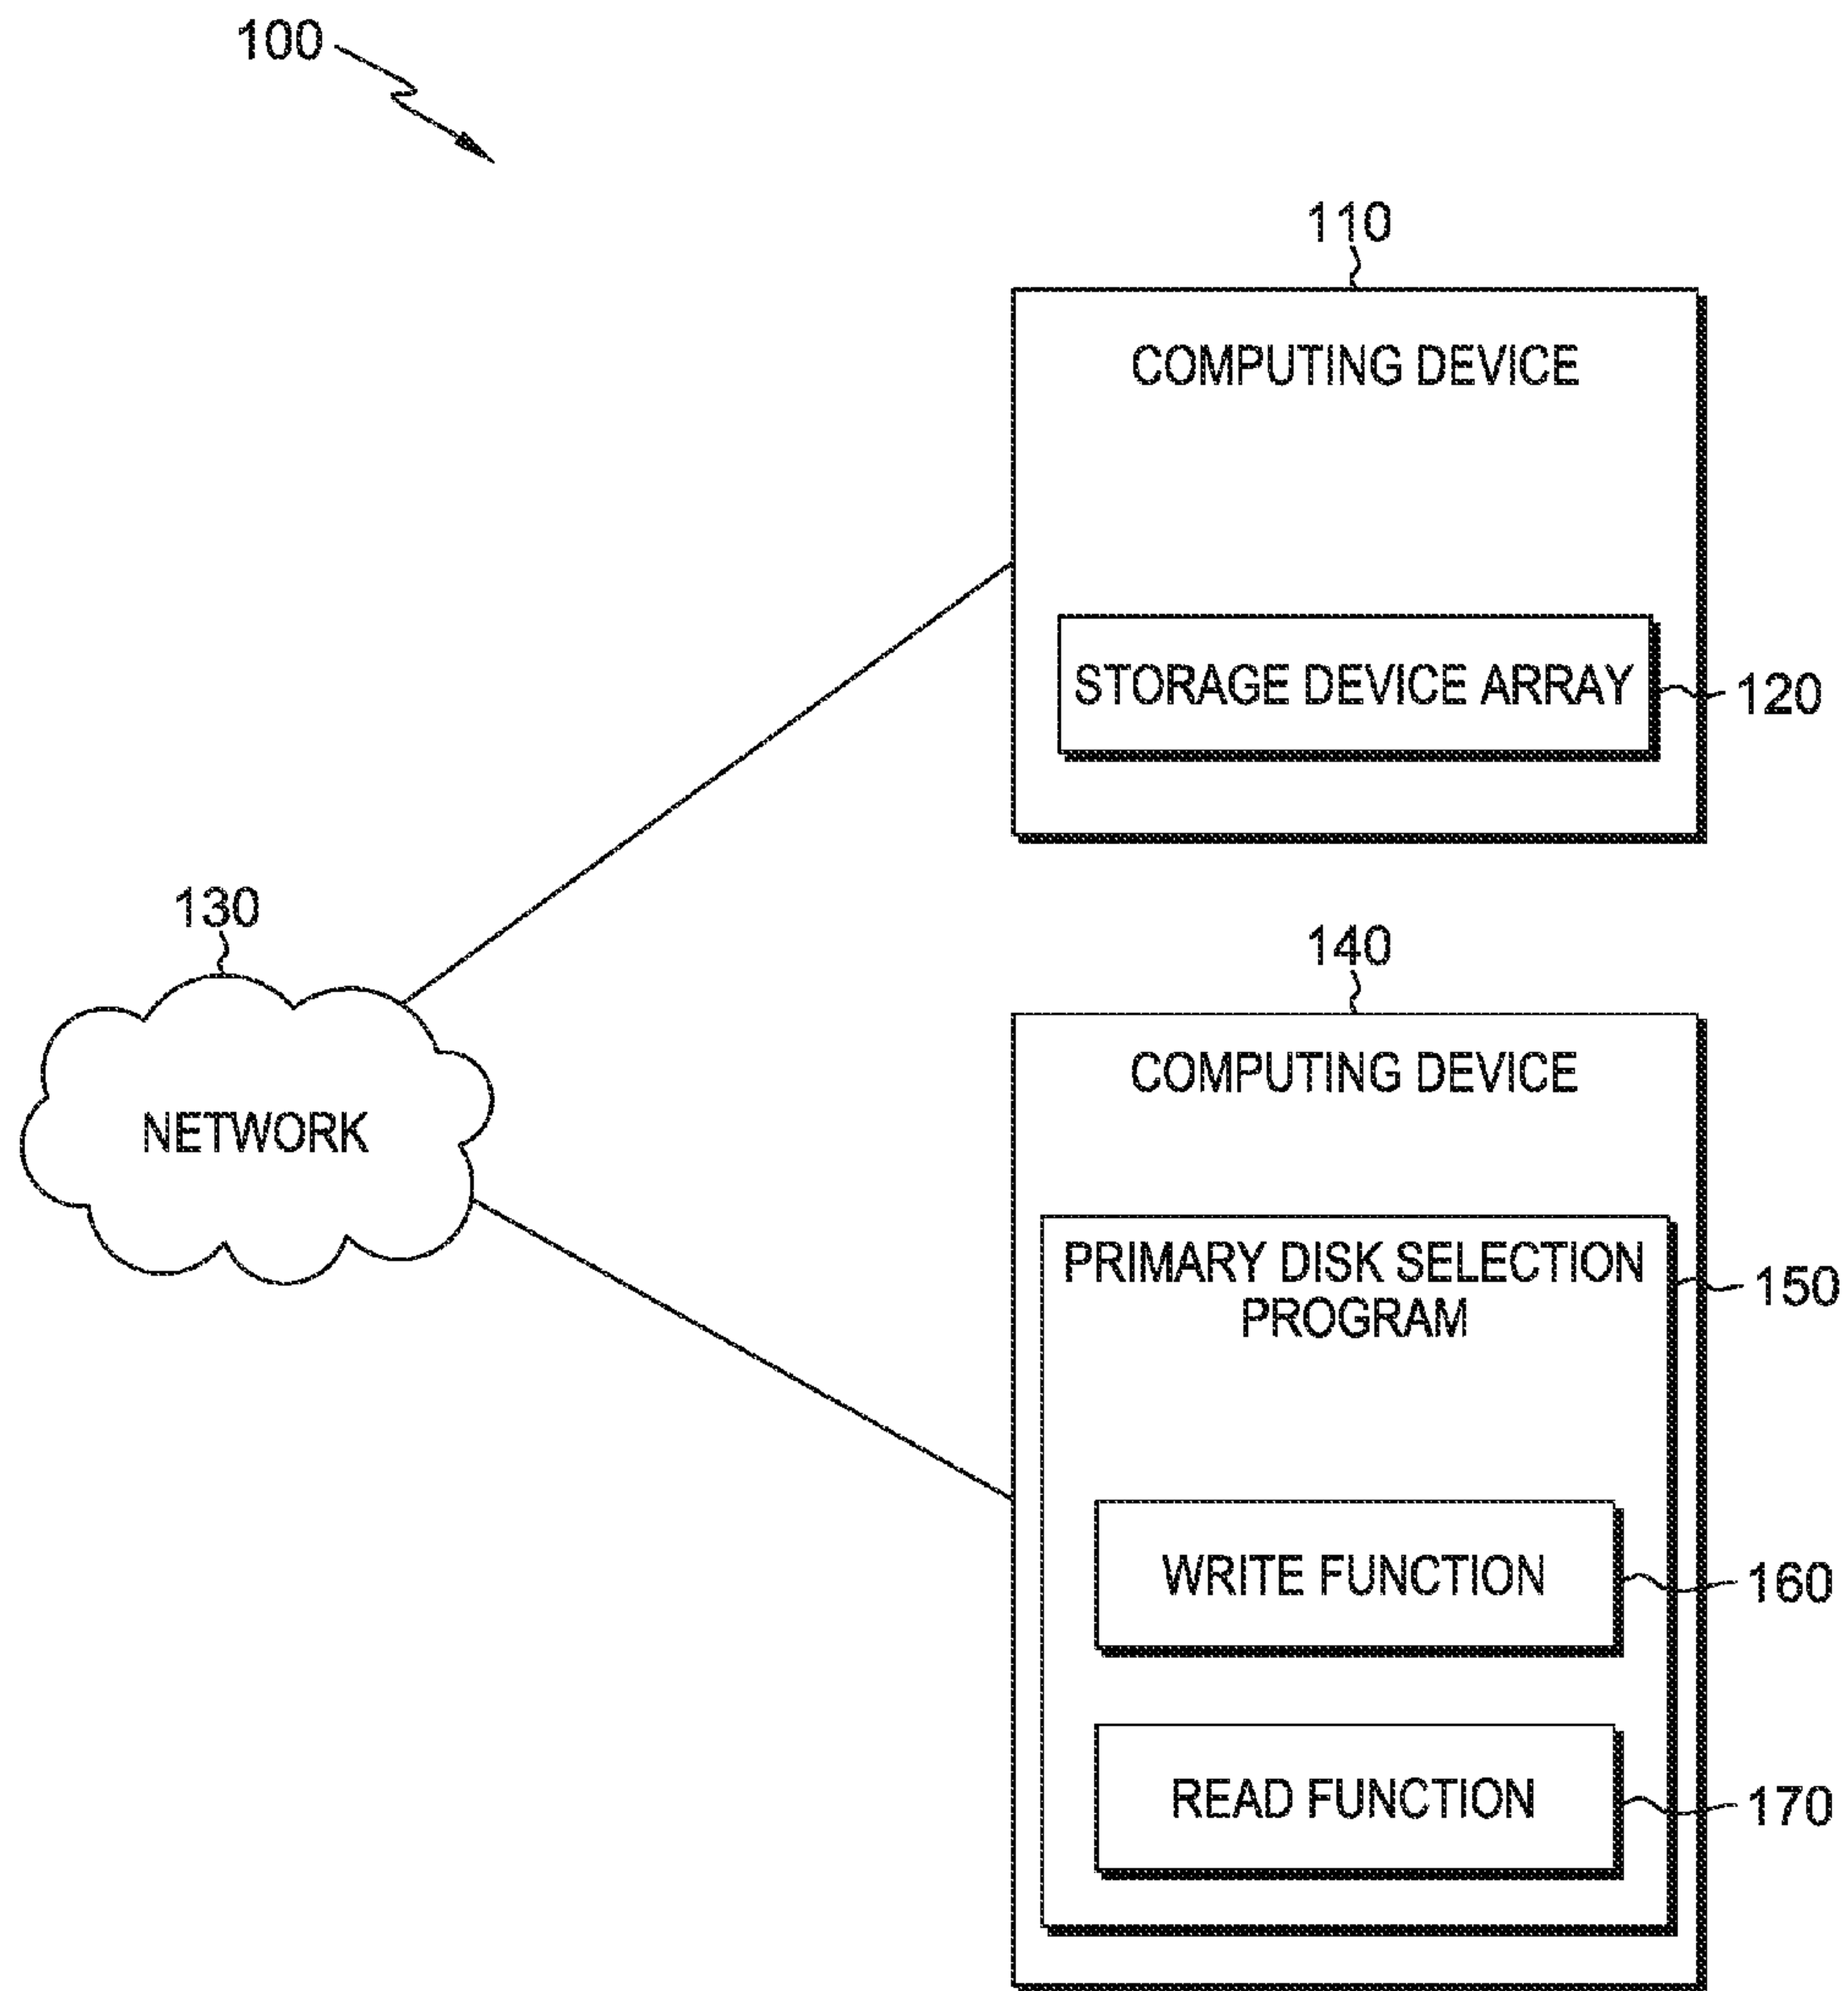 100
110
COMPUTING DEVICE
STORAGE DEVICE ARRAY
120
130
NETWORK
140
COMPUTING DEVICE
PRIMARY DISK SELECTION
PROGRAM
150
WRITE FUNCTION
160
READ FUNCTION
170